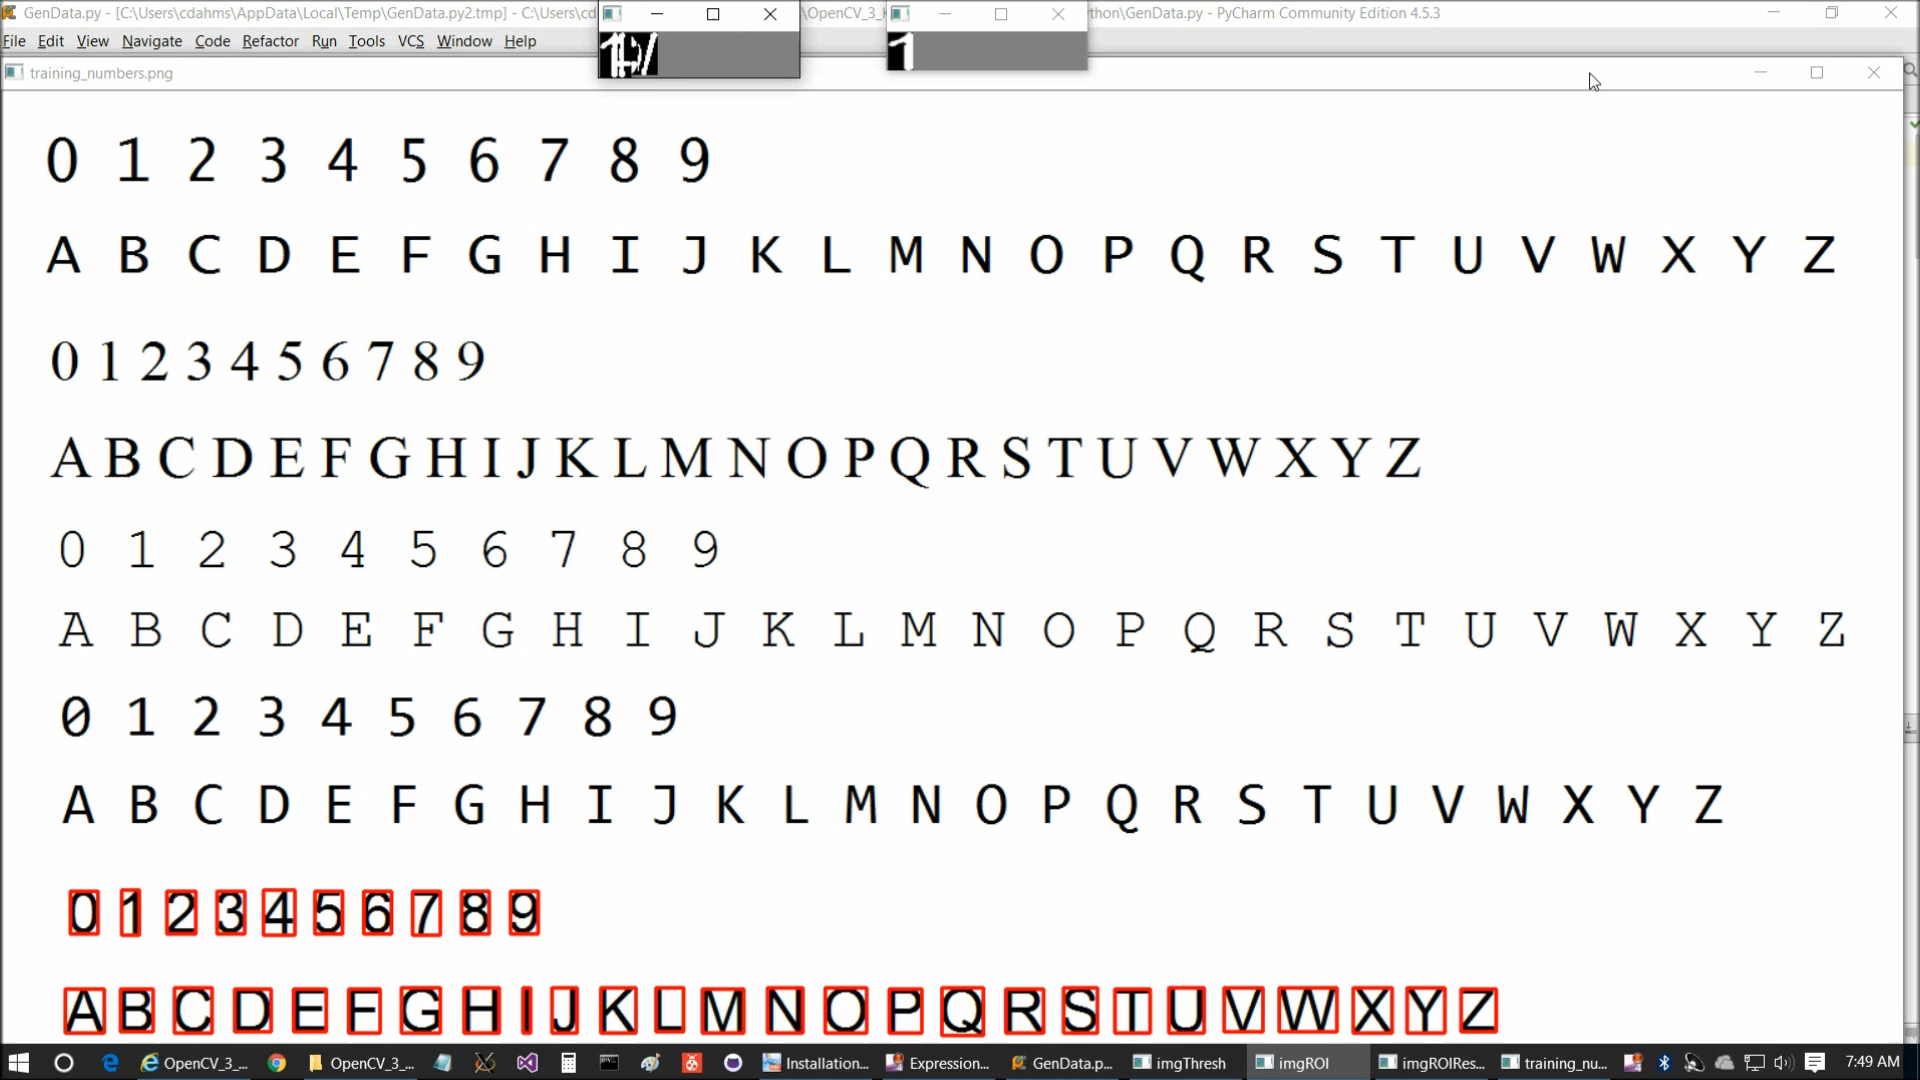 GenData.py - [C:\Users\cdahms\AppData\Local\Temp\GenData.py2.tmp] - C:\Users\cd
\OpenCV_3_
thon\GenData.py - PyCharm Community Edition 4.5.3
File Edit View Navigate Code Refactor Run Tools VCS Window Help
1
training_numbers.png
0 1 2 3 4 5 6 7 8 9
A B C D E F G H I J K L M N O P Q R S T U V W X Y Z
0 1 2 3 4 5 6 7 8 9
A B C D E F G H I J K L M N O P Q R S T U V W X Y Z
0 1 2 3 4 5 6 7 8 9
A B C D E F G H I J K L M N O P Q R S T U V W X Y Z
0 1 2 3 4 5 6 7 8 9
A B C D E F G H I J K L M N O P Q R S T U V W X Y Z
0 1 2 3 4 5 6 7 8 9
A B C D E F G H I J K L M N O P Q R S T U V W X Y Z
OpenCV_3_... OpenCV_3_... Installation... Expression... GenData.p... imgThresh imgROI imgROIRes... training_nu... 7:49 AM